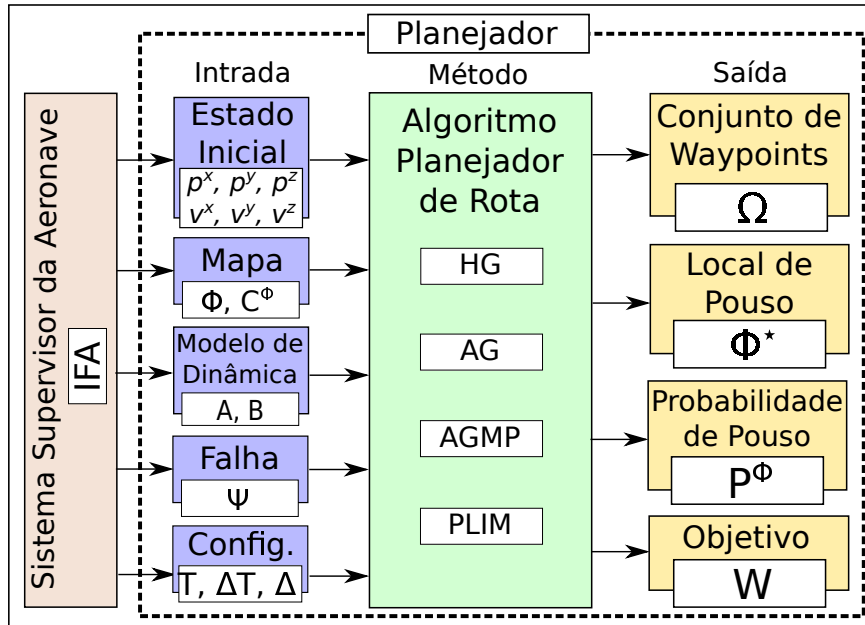 Planejador
Intrada
Método
Saída
Sistema Supervisor da Aeronave
IFA
Estado
Inicial
pˣ, pʸ, pᶻ
vˣ, vʸ, vᶻ
Mapa
Φ, C^Φ
Modelo de
Dinâmica
A, B
Falha
Ψ
Config.
T, ΔT, Δ
Algoritmo
Planejador
de Rota
HG
AG
AGMP
PLIM
Conjunto de
Waypoints
Ω
Local de
Pouso
Φ*
Probabilidade
de Pouso
P^Φ
Objetivo
W